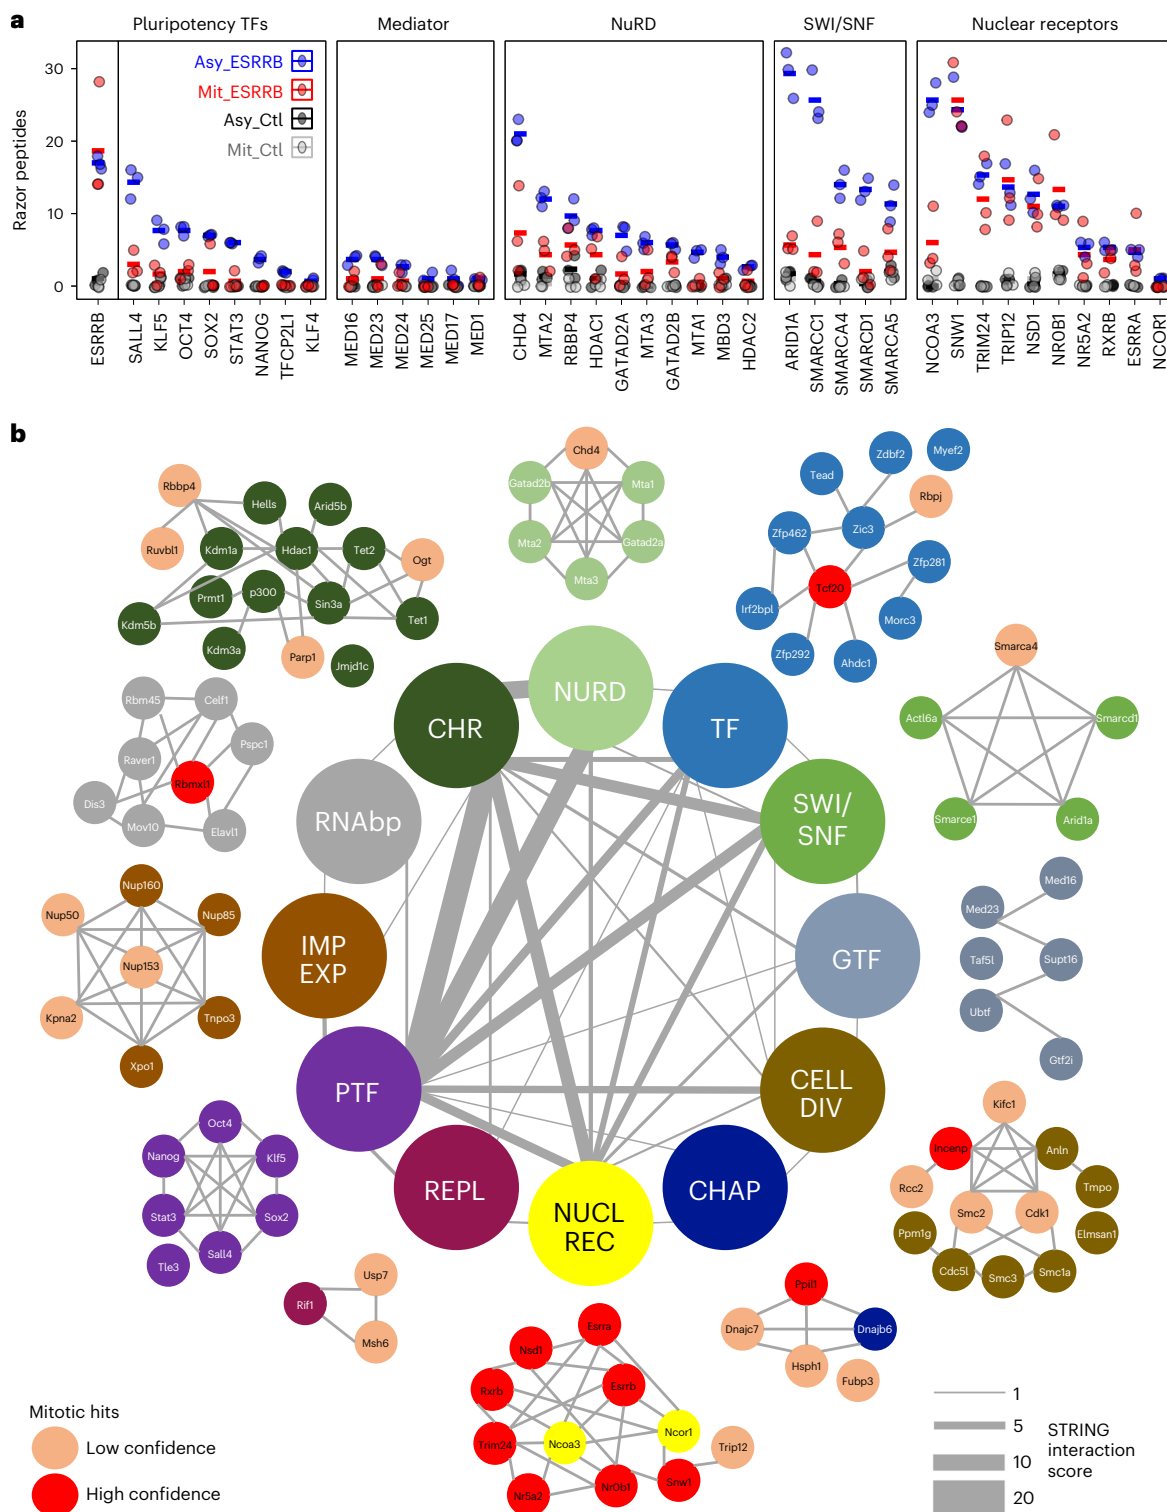 a
Pluripotency TFs
Mediator
NuRD
SWI/SNF
Nuclear receptors
Razor peptides
30
20
10
0
Asy_ESRRB
Mit_ESRRB
Asy_Ctl
Mit_Ctl
ESRRB
SALL4
KLF5
OCT4
SOX2
STAT3
NANOG
TFCP2L1
KLF4
MED16
MED23
MED24
MED25
MED17
MED1
CHD4
MTA2
RBBP4
HDAC1
GATAD2A
MTA3
GATAD2B
MTA1
MBD3
HDAC2
ARID1A
SMARCC1
SMARCA4
SMARCD1
SMARCA5
NCOA3
SNW1
TRIM24
TRIP12
NSD1
NR0B1
NR5A2
RXRB
ESRRA
NCOR1
b
Rbbp4
Hells
Arid5b
Ruvbl1
Kdm1a
Hdac1
Tet2
Ogt
Prmt1
p300
Sin3a
Tet1
Kdm5b
Kdm3a
Parp1
Jmjd1c
Chd4
Gatad2b
Mta1
Mta2
Gatad2a
Mta3
Tead
Zdbf2
Myef2
Rbpj
Zfp462
Zic3
Zfp281
Tcf20
Irf2bpl
Morc3
Zfp292
Ahdc1
Smarca4
Actl6a
Smarcd1
Smarce1
Arid1a
Rbm45
Celf1
Pspc1
Raver1
Rbmxl1
Dis3
Mov10
Elavl1
NURD
CHR
TF
RNAbp
SWI/
SNF
IMP
EXP
GTF
PTF
CELL
DIV
REPL
NUCL
REC
CHAP
Nup160
Nup50
Nup85
Nup153
Kpna2
Tnpo3
Xpo1
Med16
Med23
Taf5l
Supt16
Ubtf
Gtf2i
Oct4
Nanog
Klf5
Stat3
Sox2
Sall4
Tle3
Kifc1
Incenp
Anln
Rcc2
Tmpo
Smc2
Cdk1
Ppm1g
Elmsan1
Cdc5l
Smc3
Smc1a
Usp7
Rif1
Msh6
Ppil1
Dnajc7
Dnajb6
Hsph1
Fubp3
Esrra
Nsd1
Rxrb
Esrrb
Trim24
Ncoa3
Ncor1
Trip12
Nr5a2
Nr0b1
Snw1
Mitotic hits
Low confidence
High confidence
1
5
10
20
STRING
interaction
score